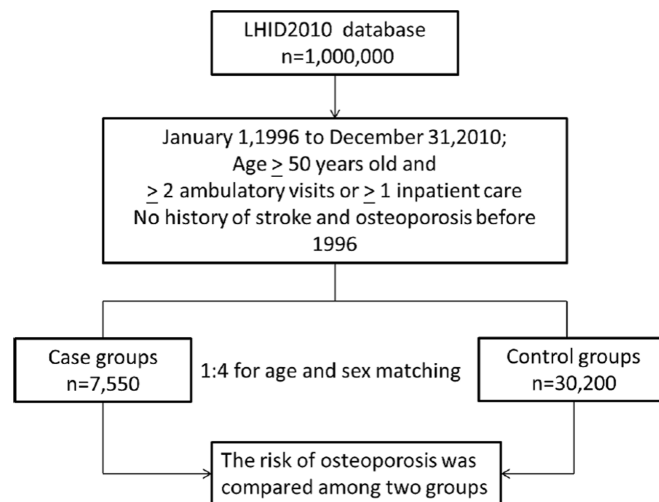 LHID2010 database
n=1,000,000
January 1,1996 to December 31,2010;
Age ≥ 50 years old and
≥ 2 ambulatory visits or ≥ 1 inpatient care
No history of stroke and osteoporosis before
1996
Case groups
n=7,550
1:4 for age and sex matching
Control groups
n=30,200
The risk of osteoporosis was
compared among two groups